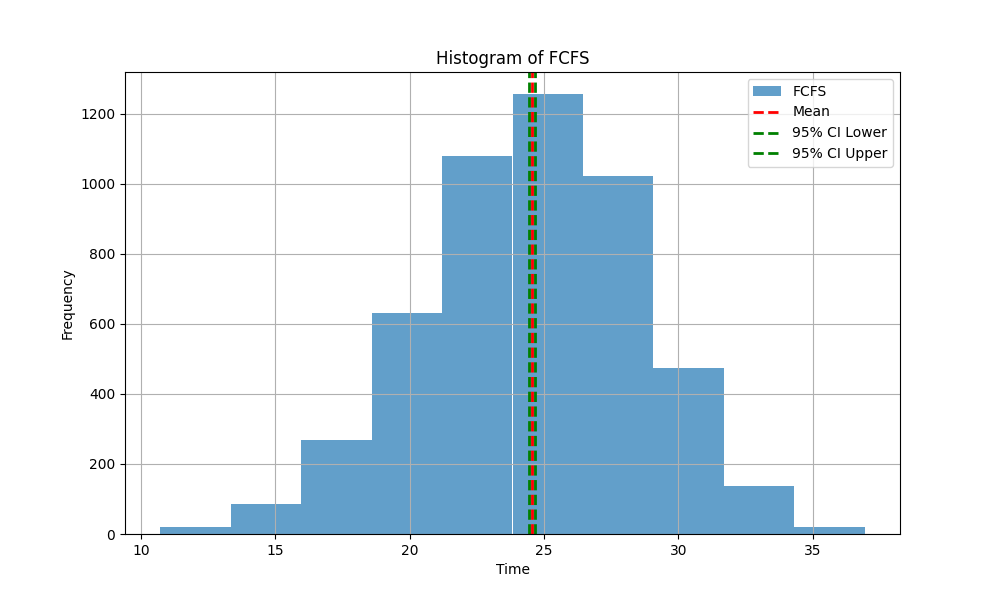 Histogram of FCFS
FCFS
Mean
95% CI Lower
95% CI Upper
1200
1000
800
600
400
200
0
Frequency
10 15 20 25 30 35
Time